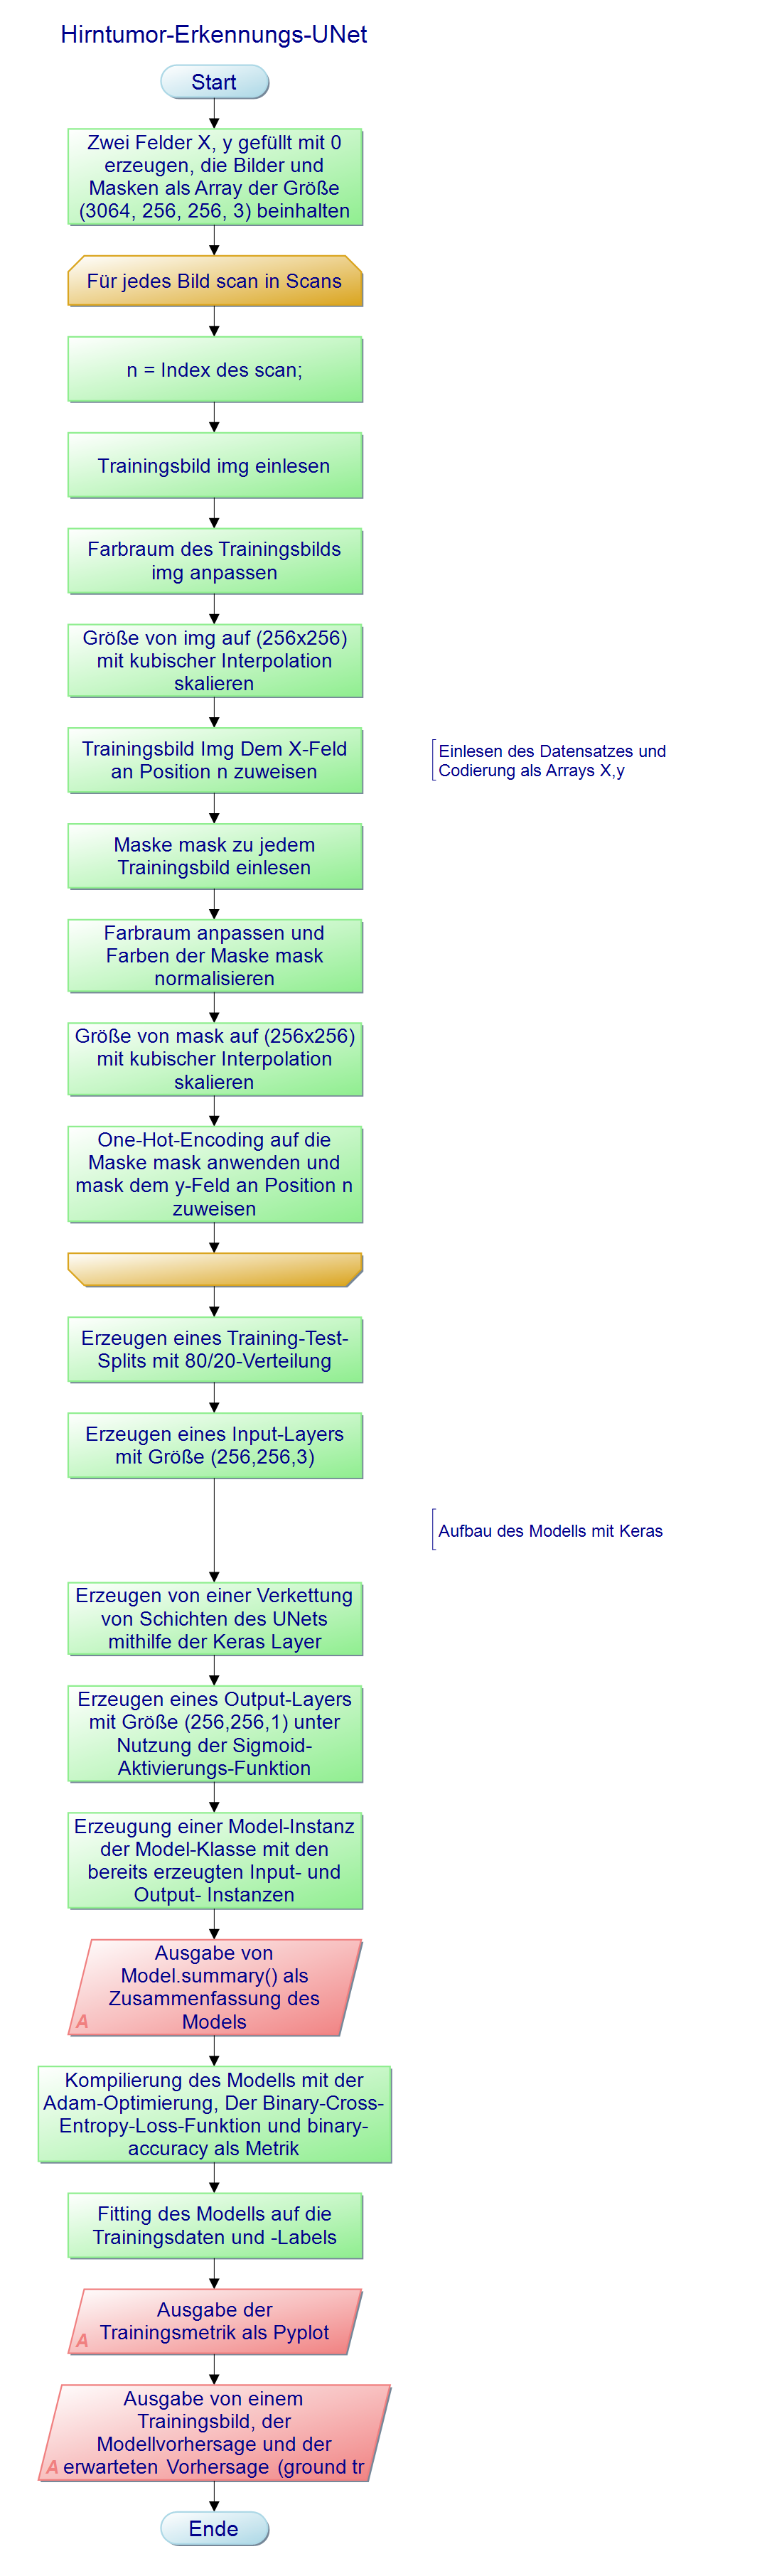 Hirntumor-Erkennungs-UNet
Start
Zwei Felder X, y gefüllt mit 0
erzeugen, die Bilder und
Masken als Array der Größe
(3064, 256, 256, 3) beinhalten
Für jedes Bild scan in Scans
n = Index des scan;
Trainingsbild img einlesen
Farbraum des Trainingsbilds
img anpassen
Größe von img auf (256x256)
mit kubischer Interpolation
skalieren
Trainingsbild Img Dem X-Feld
an Position n zuweisen
Einlesen des Datensatzes und
Codierung als Arrays X,y
Maske mask zu jedem
Trainingsbild einlesen
Farbraum anpassen und
Farben der Maske mask
normalisieren
Größe von mask auf (256x256)
mit kubischer Interpolation
skalieren
One-Hot-Encoding auf die
Maske mask anwenden und
mask dem y-Feld an Position n
zuweisen
Erzeugen eines Training-Test-
Splits mit 80/20-Verteilung
Erzeugen eines Input-Layers
mit Größe (256,256,3)
Aufbau des Modells mit Keras
Erzeugen von einer Verkettung
von Schichten des UNets
mithilfe der Keras Layer
Erzeugen eines Output-Layers
mit Größe (256,256,1) unter
Nutzung der Sigmoid-
Aktivierungs-Funktion
Erzeugung einer Model-Instanz
der Model-Klasse mit den
bereits erzeugten Input- und
Output- Instanzen
Ausgabe von
Model.summary() als
Zusammenfassung des
A Models
Kompilierung des Modells mit der
Adam-Optimierung, Der Binary-Cross-
Entropy-Loss-Funktion und binary-
accuracy als Metrik
Fitting des Modells auf die
Trainingsdaten und -Labels
Ausgabe der
A Trainingsmetrik als Pyplot
Ausgabe von einem
Trainingsbild, der
Modellvorhersage und der
A erwarteten Vorhersage (ground tr
Ende